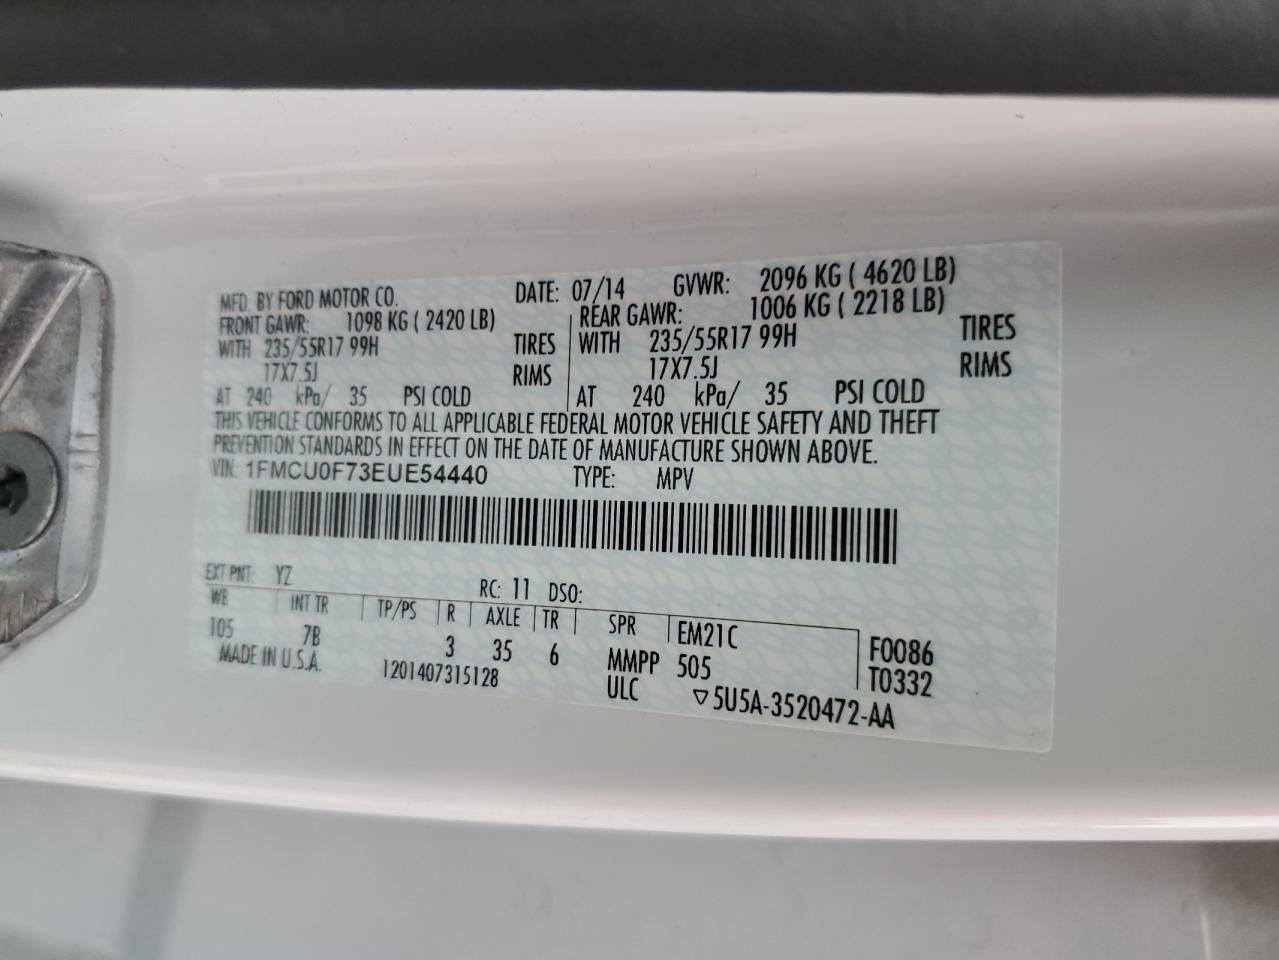 MFD. BY FORD MOTOR CO. DATE: 07/14 GVWR: 2096 KG ( 4620 LB)
FRONT GAWR: 1098 KG ( 2420 LB) REAR GAWR: 1006 KG ( 2218 LB)
WITH 235/55R17 99H TIRES WITH 235/55R17 99H TIRES
17X7.5J RIMS 17X7.5J RIMS
AT 240 kPa/ 35 PSI COLD AT 240 kPa/ 35 PSI COLD
THIS VEHICLE CONFORMS TO ALL APPLICABLE FEDERAL MOTOR VEHICLE SAFETY AND THEFT
PREVENTION STANDARDS IN EFFECT ON THE DATE OF MANUFACTURE SHOWN ABOVE.
VIN: 1FMCU0F73EUE54440 TYPE: MPV
EXT PNT: YZ RC: 11 DSO:
WB INT TR TP/PS R AXLE TR SPR EM21C F0086
105 7B 3 35 6 MMPP 505 T0332
MADE IN U.S.A. 1201407315128 ULC ▽5U5A-3520472-AA